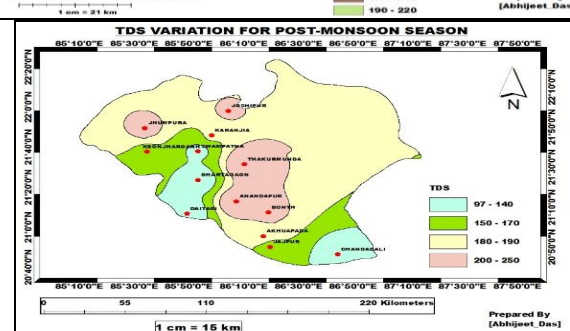 1 cm = 21 km
190 - 220
[Abhijeet_Das]
TDS VARIATION FOR POST-MONSOON SEASON
85°10'0"E 85°30'0"E 85°50'0"E 86°10'0"E 86°30'0"E 86°50'0"E 87°10'0"E 87°30'0"E 87°50'0"E
22°20'0"N
22°0'0"N
21°40'0"N
21°20'0"N
21°0'0"N
20°40'0"N
22°10'0"N
21°50'0"N
21°30'0"N
21°10'0"N
20°50'0"N
N
JOSHIPUR
JHUMPURA
KARANJIA
THAKURMUNDA
GHATAGAON
ANANDAPUR
BONTH
DAITARI
AKHUAPADA
JAJPUR
CHANDABALI
TDS
97 - 140
150 - 170
180 - 190
200 - 250
85°10'0"E 85°30'0"E 85°50'0"E 86°10'0"E 86°30'0"E 86°50'0"E 87°10'0"E 87°30'0"E 87°50'0"E
0 55 110 220 Kilometers
1 cm = 15 km
Prepared By
[Abhijeet_Das]